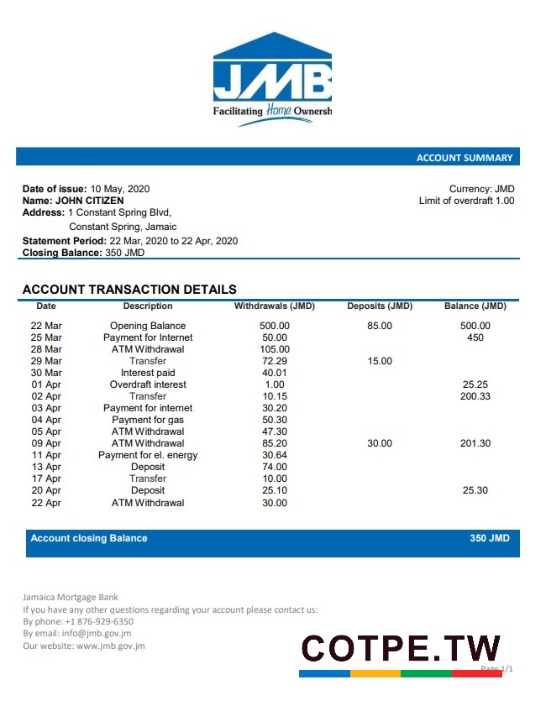 JMB
Facilitating Home Ownersh
ACCOUNT SUMMARY
Date of issue: 10 May, 2020 Currency: JMD
Name: JOHN CITIZEN Limit of overdraft 1.00
Address: 1 Constant Spring Blvd,
Constant Spring, Jamaic
Statement Period: 22 Mar, 2020 to 22 Apr, 2020
Closing Balance: 350 JMD
ACCOUNT TRANSACTION DETAILS
Date Description Withdrawals (JMD) Deposits (JMD) Balance (JMD)
22 Mar Opening Balance 500.00 85.00 500.00
25 Mar Payment for Internet 50.00 450
28 Mar ATM Withdrawal 105.00
29 Mar Transfer 72.29 15.00
30 Mar Interest paid 40.01
01 Apr Overdraft interest 1.00 25.25
02 Apr Transfer 10.15 200.33
03 Apr Payment for internet 30.20
04 Apr Payment for gas 50.30
05 Apr ATM Withdrawal 47.30
09 Apr ATM Withdrawal 85.20 30.00 201.30
11 Apr Payment for el. energy 30.64
13 Apr Deposit 74.00
17 Apr Transfer 10.00
20 Apr Deposit 25.10 25.30
22 Apr ATM Withdrawal 30.00
Account closing Balance 350 JMD
Jamaica Mortgage Bank
If you have any other questions regarding your account please contact us:
By phone: +1 876-929-6350
By email: info@jmb.gov.jm
Our website: www.jmb.gov.jm
COTPE.TW
Page 1/1